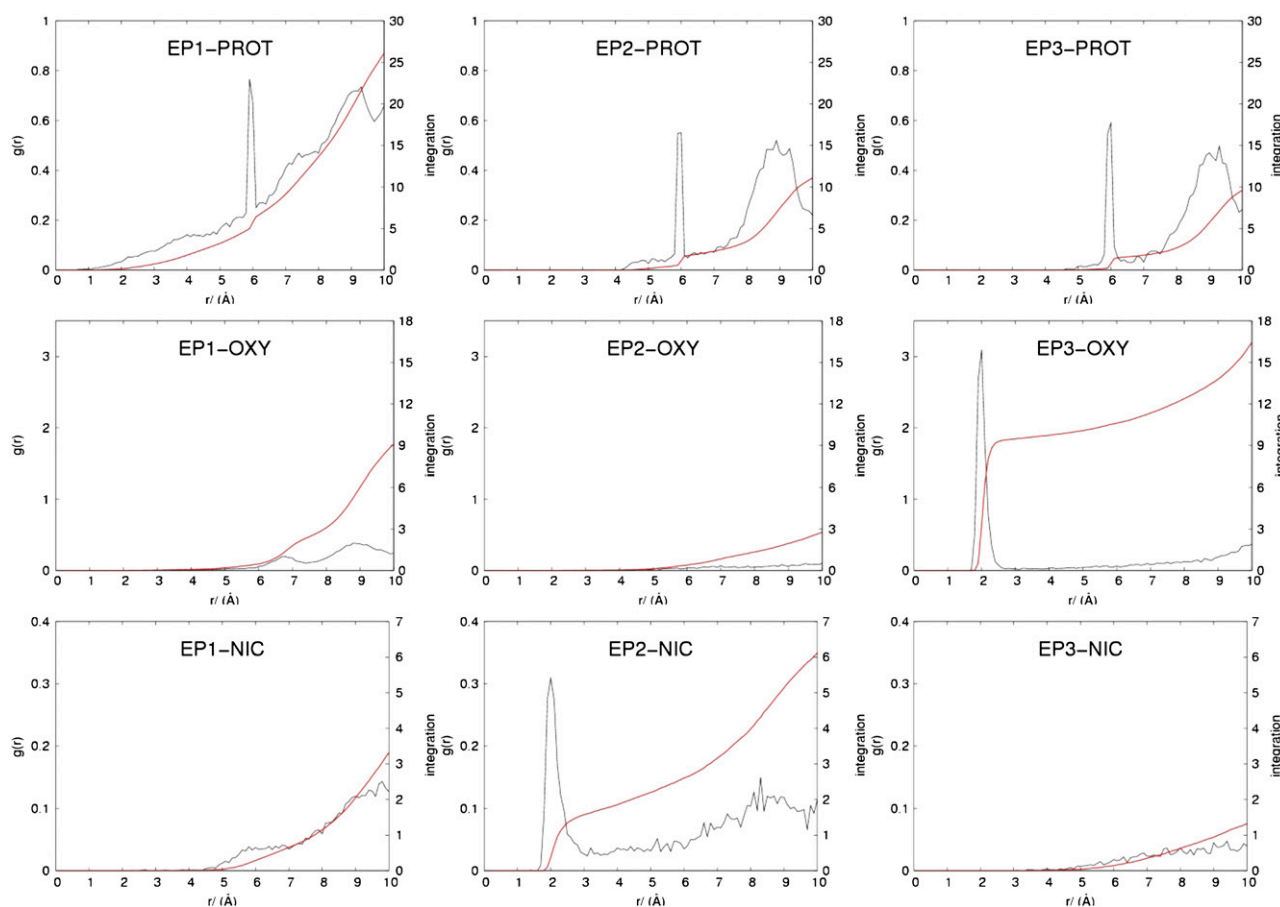 EP1−PROT
g(r)
1
0.8
0.6
0.4
0.2
0
30
25
20
15
10
5
0
integration
0 1 2 3 4 5 6 7 8 9 10
r/ (Å)
EP2−PROT
g(r)
1
0.8
0.6
0.4
0.2
0
30
25
20
15
10
5
0
integration
0 1 2 3 4 5 6 7 8 9 10
r/ (Å)
EP3−PROT
g(r)
1
0.8
0.6
0.4
0.2
0
30
25
20
15
10
5
0
integration
0 1 2 3 4 5 6 7 8 9 10
r/ (Å)
EP1−OXY
g(r)
3
2
1
0
18
15
12
9
6
3
0
integration
0 1 2 3 4 5 6 7 8 9 10
r/ (Å)
EP2−OXY
g(r)
3
2
1
0
18
15
12
9
6
3
0
integration
0 1 2 3 4 5 6 7 8 9 10
r/ (Å)
EP3−OXY
g(r)
3
2
1
0
18
15
12
9
6
3
0
integration
0 1 2 3 4 5 6 7 8 9 10
r/ (Å)
EP1−NIC
g(r)
0.4
0.3
0.2
0.1
0
7
6
5
4
3
2
1
0
integration
0 1 2 3 4 5 6 7 8 9 10
r/ (Å)
EP2−NIC
g(r)
0.4
0.3
0.2
0.1
0
7
6
5
4
3
2
1
0
integration
0 1 2 3 4 5 6 7 8 9 10
r/ (Å)
EP3−NIC
g(r)
0.4
0.3
0.2
0.1
0
7
6
5
4
3
2
1
0
integration
0 1 2 3 4 5 6 7 8 9 10
r/ (Å)